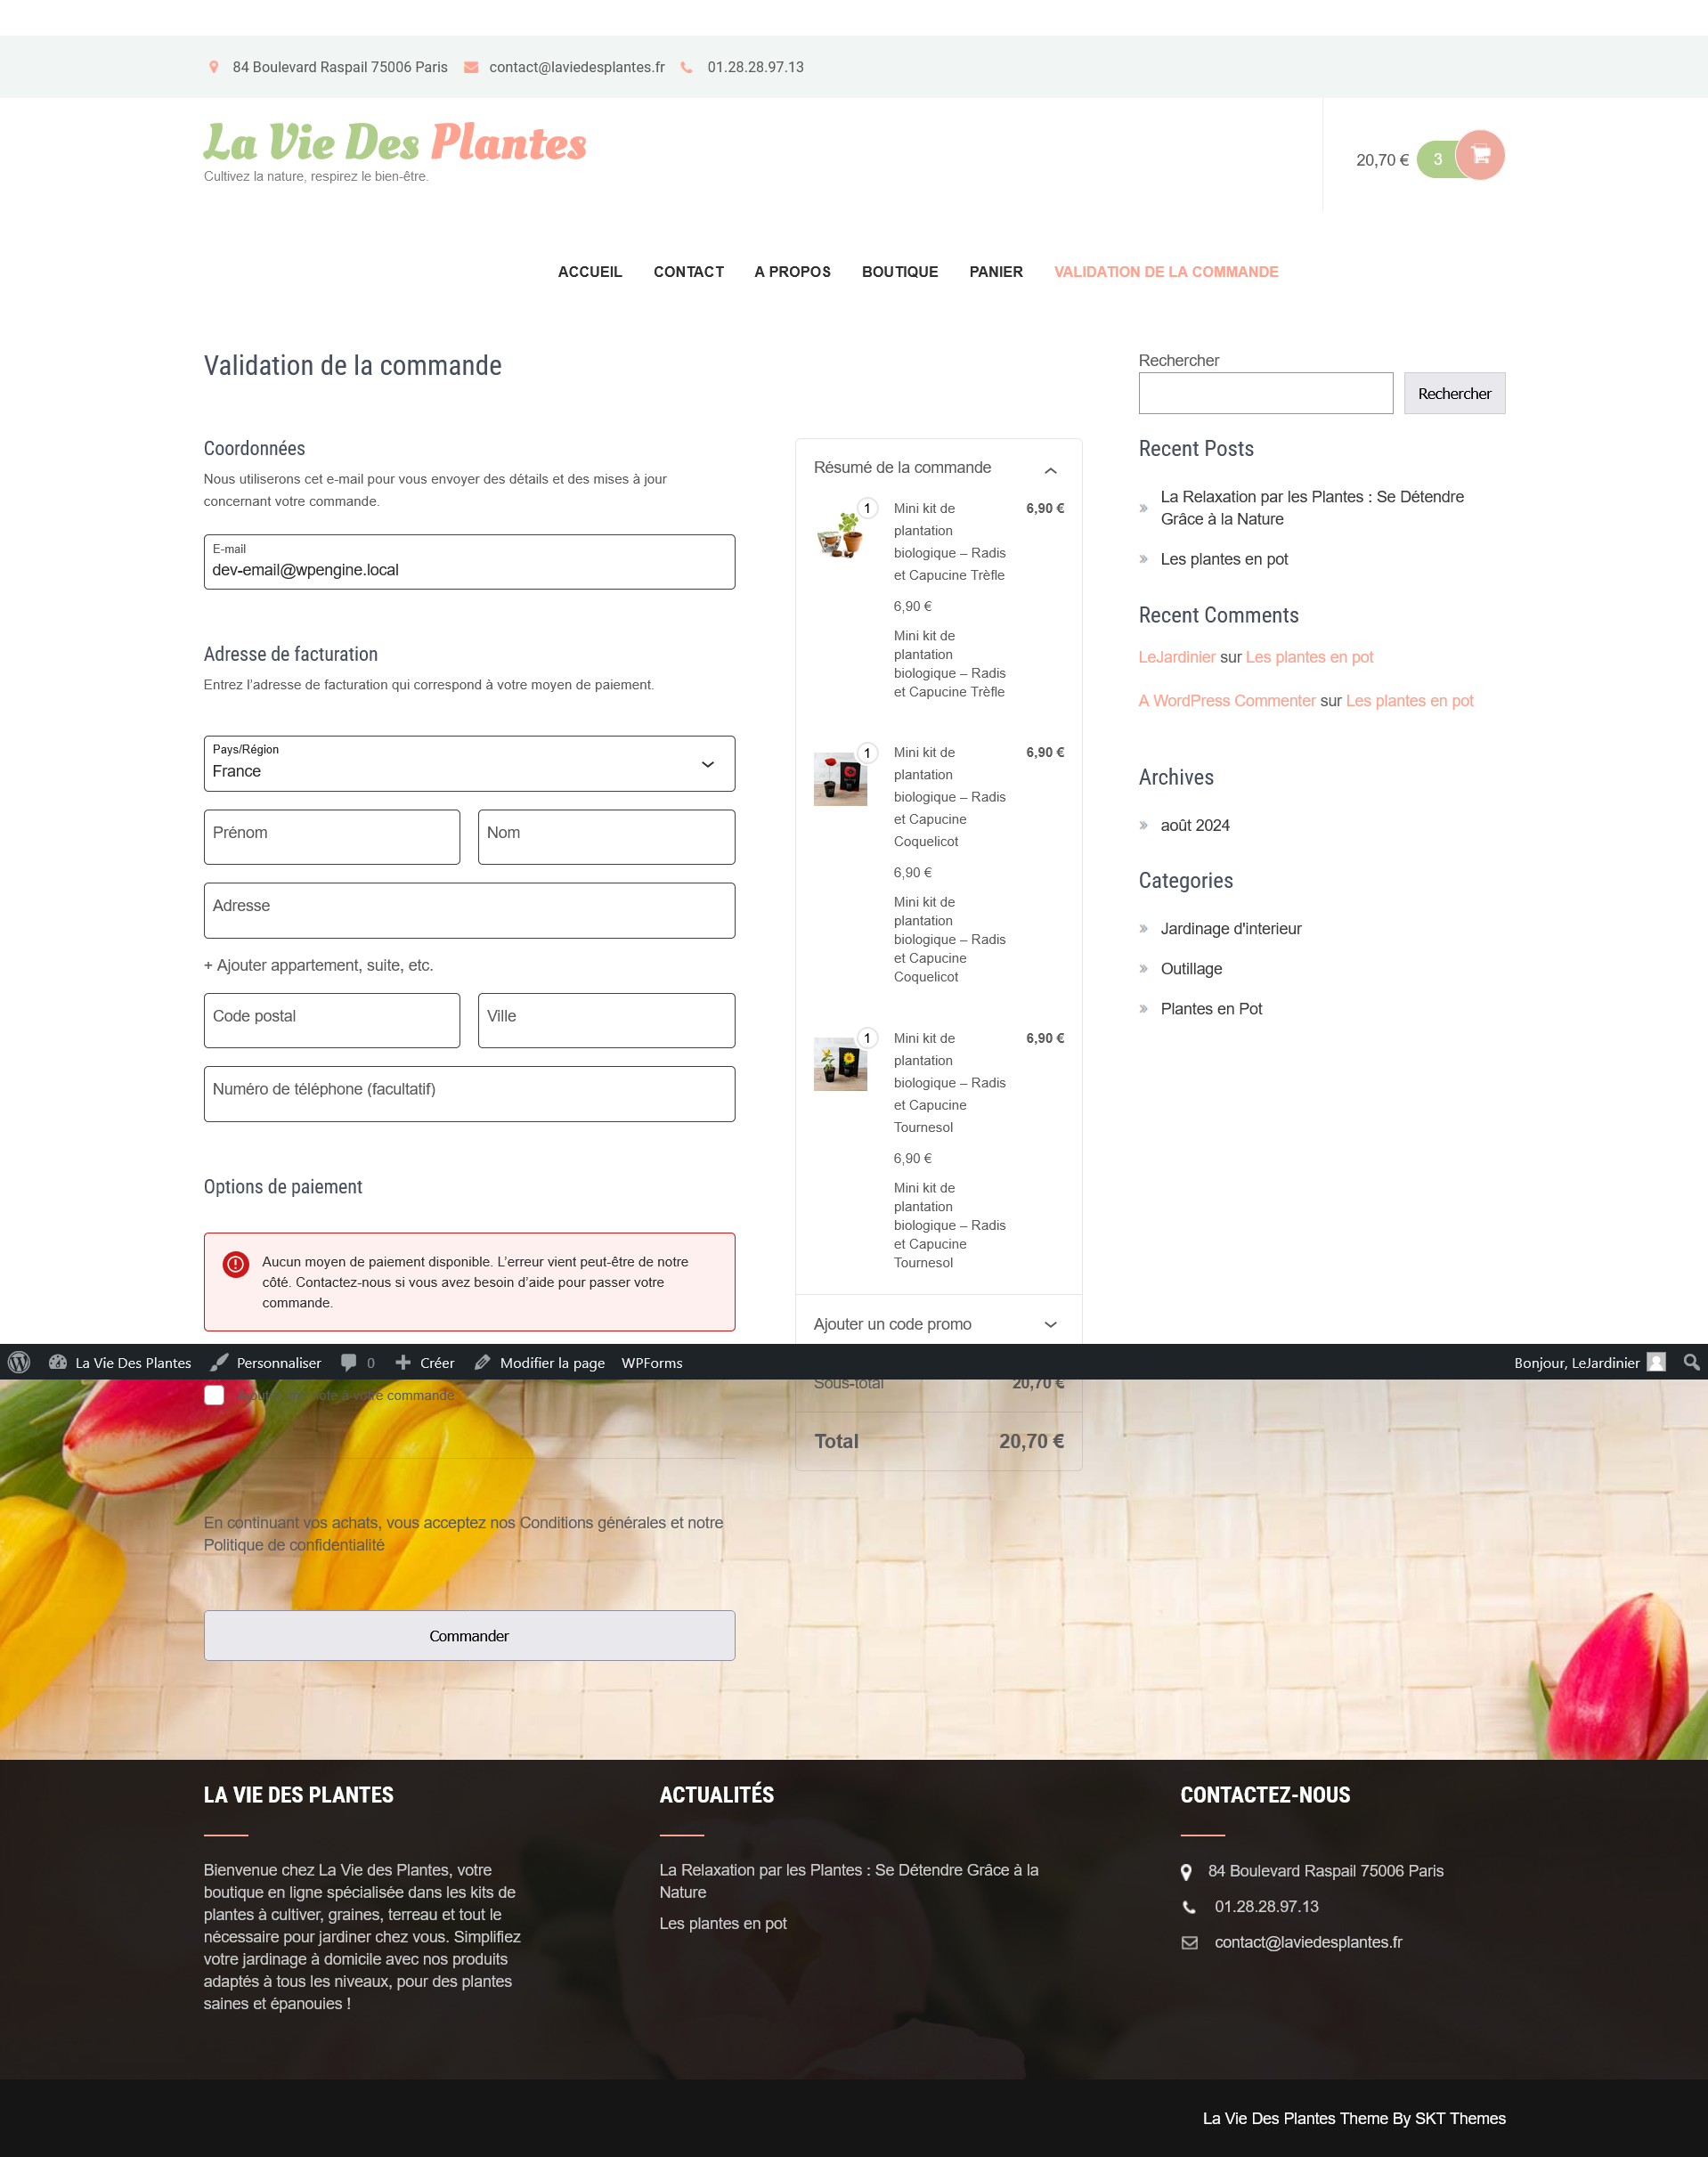 84 Boulevard Raspail 75006 Paris
contact@laviedesplantes.fr
01.28.28.97.13
La Vie Des Plantes
Cultivez la nature, respirez le bien-être.
20,70 €
3
ACCUEIL
CONTACT
A PROPOS
BOUTIQUE
PANIER
VALIDATION DE LA COMMANDE
Validation de la commande
Coordonnées
Nous utiliserons cet e-mail pour vous envoyer des détails et des mises à jour
concernant votre commande.
E-mail
dev-email@wpengine.local
Adresse de facturation
Entrez l’adresse de facturation qui correspond à votre moyen de paiement.
Pays/Région
France
Prénom
Nom
Adresse
+ Ajouter appartement, suite, etc.
Code postal
Ville
Numéro de téléphone (facultatif)
Options de paiement
Aucun moyen de paiement disponible. L’erreur vient peut-être de notre
côté. Contactez-nous si vous avez besoin d’aide pour passer votre
commande.
Résumé de la commande
1
Mini kit de
plantation
biologique – Radis
et Capucine Trèfle
6,90 €
6,90 €
Mini kit de
plantation
biologique – Radis
et Capucine Trèfle
1
Mini kit de
plantation
biologique – Radis
et Capucine
Coquelicot
6,90 €
6,90 €
Mini kit de
plantation
biologique – Radis
et Capucine
Coquelicot
1
Mini kit de
plantation
biologique – Radis
et Capucine
Tournesol
6,90 €
6,90 €
Mini kit de
plantation
biologique – Radis
et Capucine
Tournesol
Ajouter un code promo
Rechercher
Rechercher
Recent Posts
La Relaxation par les Plantes : Se Détendre
Grâce à la Nature
Les plantes en pot
Recent Comments
LeJardinier sur Les plantes en pot
A WordPress Commenter sur Les plantes en pot
Archives
août 2024
Categories
Jardinage d'interieur
Outillage
Plantes en Pot
La Vie Des Plantes
Personnaliser
0
Créer
Modifier la page
WPForms
Bonjour, LeJardinier
Ajouter une note à votre commande
Sous-total
20,70 €
Total
20,70 €
En continuant vos achats, vous acceptez nos Conditions générales et notre
Politique de confidentialité
Commander
LA VIE DES PLANTES
Bienvenue chez La Vie des Plantes, votre
boutique en ligne spécialisée dans les kits de
plantes à cultiver, graines, terreau et tout le
nécessaire pour jardiner chez vous. Simplifiez
votre jardinage à domicile avec nos produits
adaptés à tous les niveaux, pour des plantes
saines et épanouies !
ACTUALITÉS
La Relaxation par les Plantes : Se Détendre Grâce à la
Nature
Les plantes en pot
CONTACTEZ-NOUS
84 Boulevard Raspail 75006 Paris
01.28.28.97.13
contact@laviedesplantes.fr
La Vie Des Plantes Theme By SKT Themes